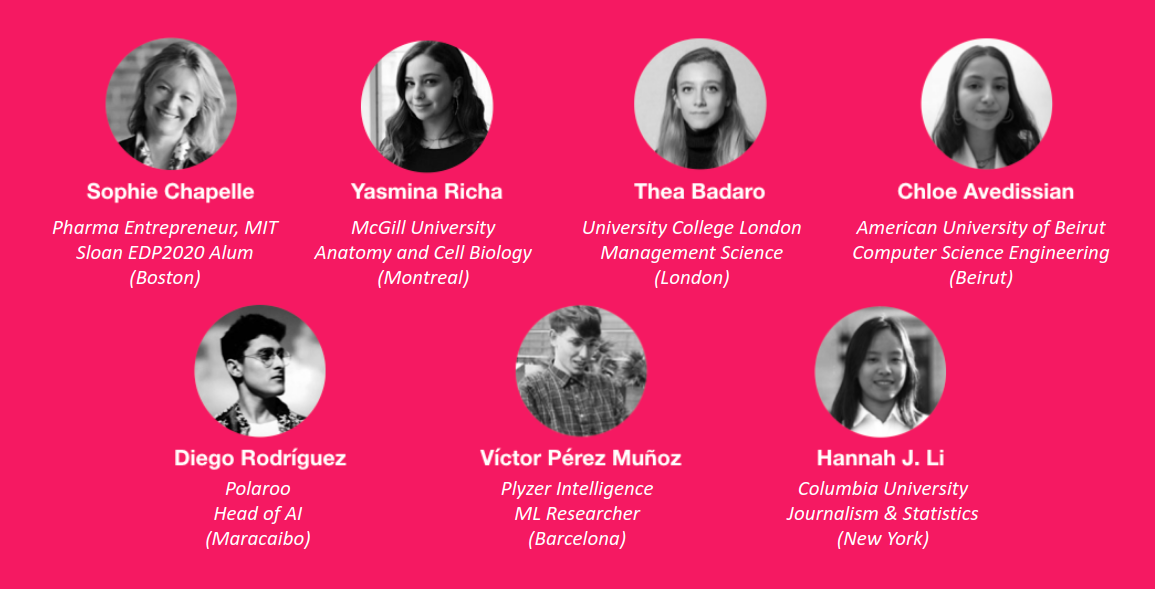 Sophie Chapelle
Pharma Entrepreneur, MIT
Sloan EDP2020 Alum
(Boston)
Yasmina Richa
McGill University
Anatomy and Cell Biology
(Montreal)
Thea Badaro
University College London
Management Science
(London)
Chloe Avedissian
American University of Beirut
Computer Science Engineering
(Beirut)
Diego Rodríguez
Polaroo
Head of AI
(Maracaibo)
Víctor Pérez Muñoz
Plyzer Intelligence
ML Researcher
(Barcelona)
Hannah J. Li
Columbia University
Journalism & Statistics
(New York)